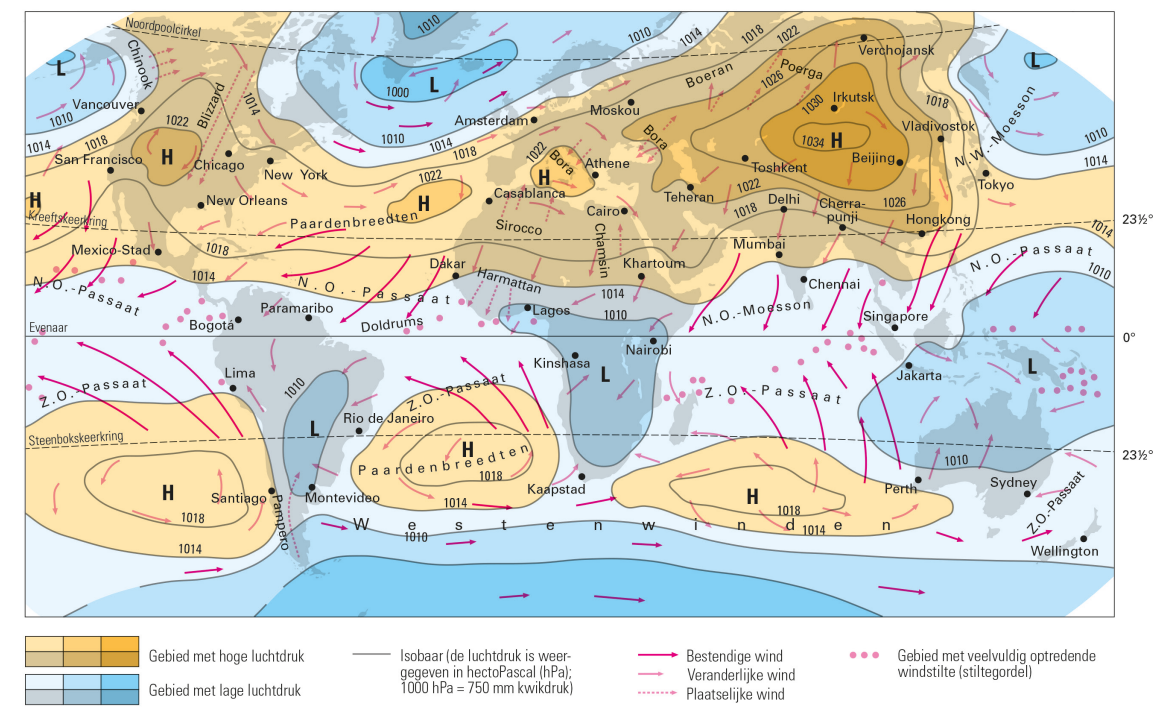 Noordpoolcirkel
1010
1010
1014
1018
1022
Verchojansk
L
Chinook
L
1000
L
Boeran
Poerga
1026
1030
Irkutsk
1018
Vancouver
Blizzard
1014
Moskou
1010
1022
Amsterdam
Vladivostok
N.W.-Moesson
1010
1014
1018
San Francisco
H
Chicago
New York
1010
1014
1018
1022
Bora
Bora
Athene
H
1034
H
Beijing
1014
Toshkent
Tokyo
H
New Orleans
1022
H
Casablanca
Teheran
1022
1018
Delhi
Cherra-
punji
1026
Hongkong
Kreeftskeerkring
Paardenbreedten
Cairo
23½°
Mexico-Stad
1018
Sirocco
Chamsin
Mumbai
1014
1014
Dakar
Harmattan
Khartoum
N.O.-Passaat
1010
N.O.-Passaat
N.O.-Passaat
Chennai
Paramaribo
Bogotá
Doldrums
Lagos
1014
1010
N.O.-Moesson
Singapore
Evenaar
0°
Kinshasa
Nairobi
L
L
Lima
1010
Jakarta
Z.O.-Passaat
Z.O.-Passaat
Z.O.-Passaat
Rio de Janeiro
L
Steenbokskeerkring
H
Paardenbreedten
1018
23½°
1010
H
1018
Santiago
Montevideo
1014
Kaapstad
H
1018
1014
Perth
Sydney
Z.O.-Passaat
Pampero
Westenwinden
1010
1014
Wellington
Gebied met hoge luchtdruk
Gebied met lage luchtdruk
Isobaar (de luchtdruk is weer-
gegeven in hectoPascal (hPa);
1000 hPa = 750 mm kwikdruk)
Bestendige wind
Veranderlijke wind
Plaatselijke wind
Gebied met veelvuldig optredende
windstilte (stiltegordel)